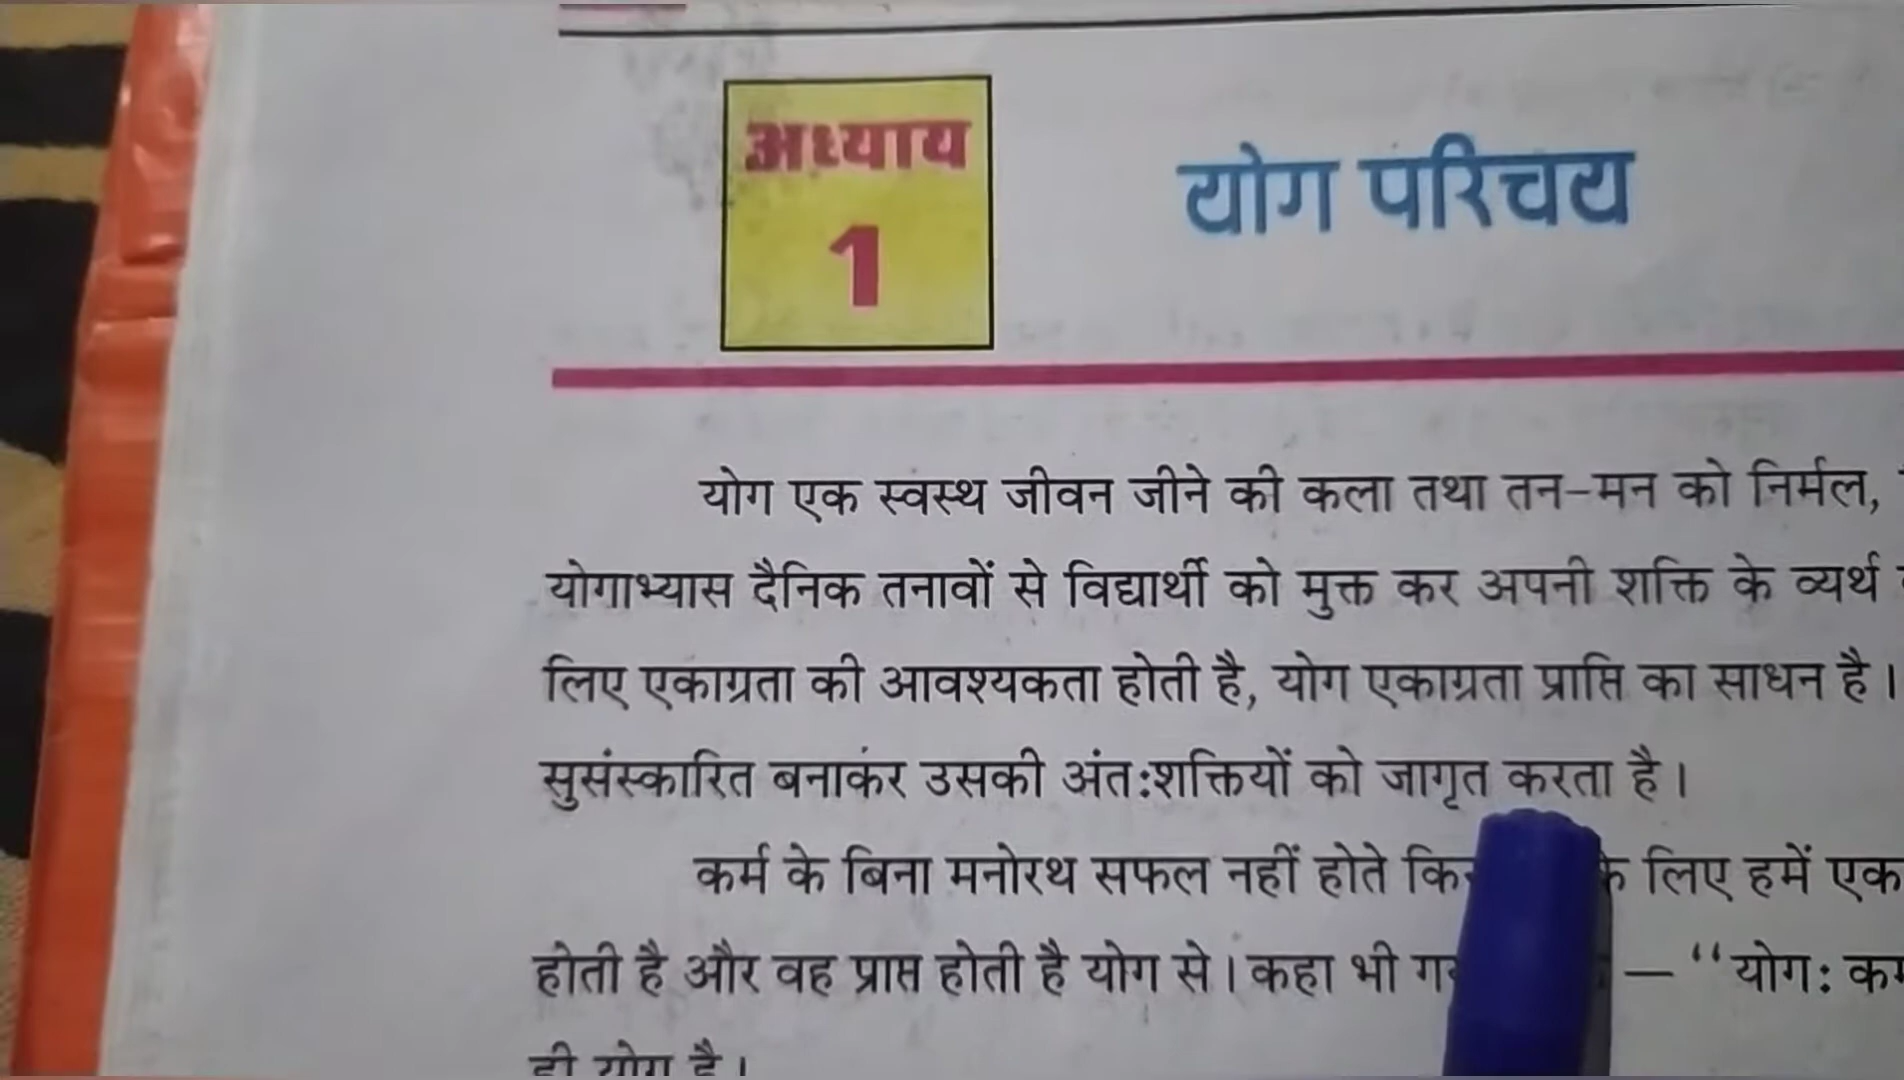 अध्याय
1
योग परिचय
योग एक स्वस्थ जीवन जीने की कला तथा तन-मन को निर्मल,
योगाभ्यास दैनिक तनावों से विद्यार्थी को मुक्त कर अपनी शक्ति के व्यर्थ
लिए एकाग्रता की आवश्यकता होती है, योग एकाग्रता प्राप्ति का साधन है।
सुसंस्कारित बनाकर उसकी अंत:शक्तियों को जागृत करता है।
कर्म के बिना मनोरथ सफल नहीं होते लिए हमें एक
होती है और वह प्राप्त होती है योग से। कहा भी — “योग:
ही योग है।